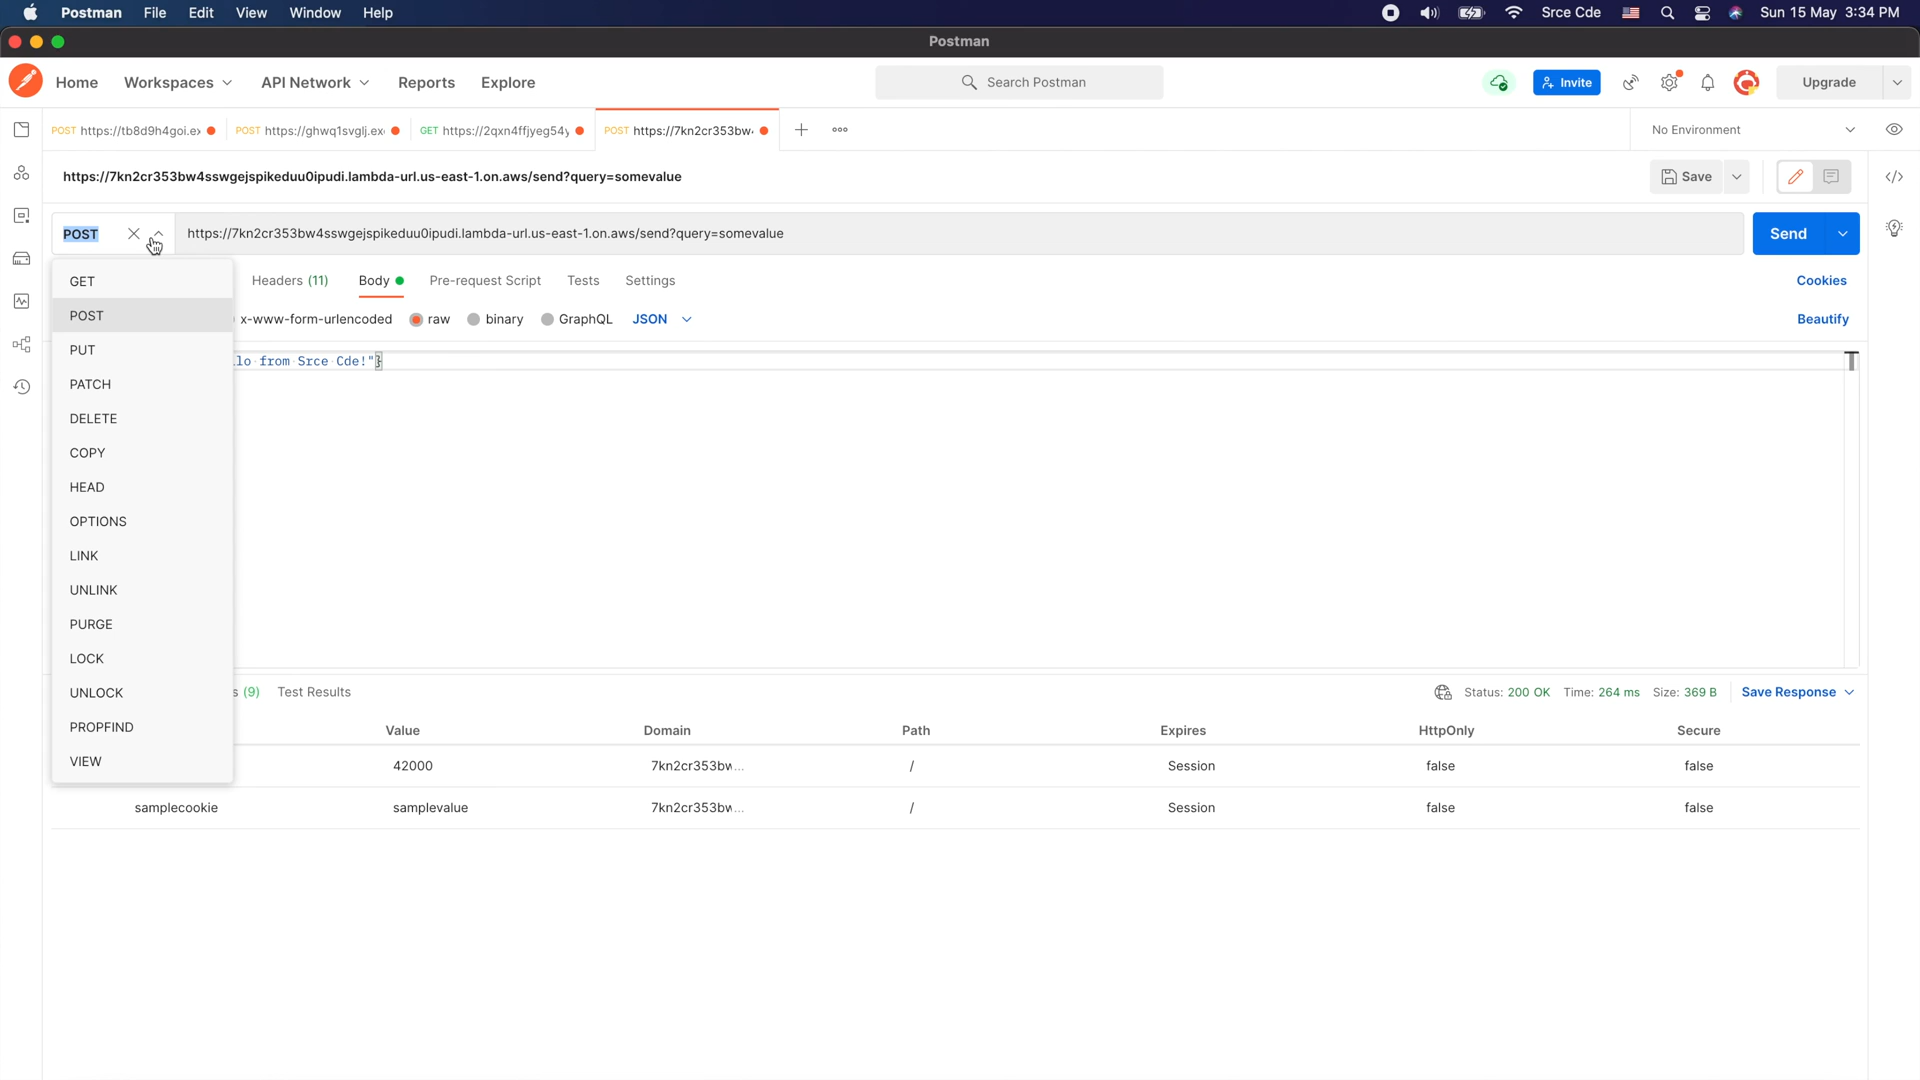 Postman File Edit View Window Help Srce Cde Sun 15 May 3:34 PM
Postman
Home Workspaces API Network Reports Explore Search Postman Invite Upgrade
POST https://tb8d9h4goi.ex POST https://ghwq1svglj.ex GET https://2qxn4ffjyeg54y POST https://7kn2cr353bw No Environment
https://7kn2cr353bw4sswgejspikeduu0ipudi.lambda-url.us-east-1.on.aws/send?query=somevalue Save
POST https://7kn2cr353bw4sswgejspikeduu0ipudi.lambda-url.us-east-1.on.aws/send?query=somevalue Send
GET Headers (11) Body Pre-request Script Tests Settings Cookies
POST x-www-form-urlencoded raw binary GraphQL JSON Beautify
PUT lo from Srce Cde!"}
PATCH
DELETE
COPY
HEAD
OPTIONS
LINK
UNLINK
PURGE
LOCK
UNLOCK s (9) Test Results Status: 200 OK Time: 264 ms Size: 369 B Save Response
PROPFIND Value Domain Path Expires HttpOnly Secure
VIEW 42000 7kn2cr353bw... / Session false false
samplecookie samplevalue 7kn2cr353bw... / Session false false